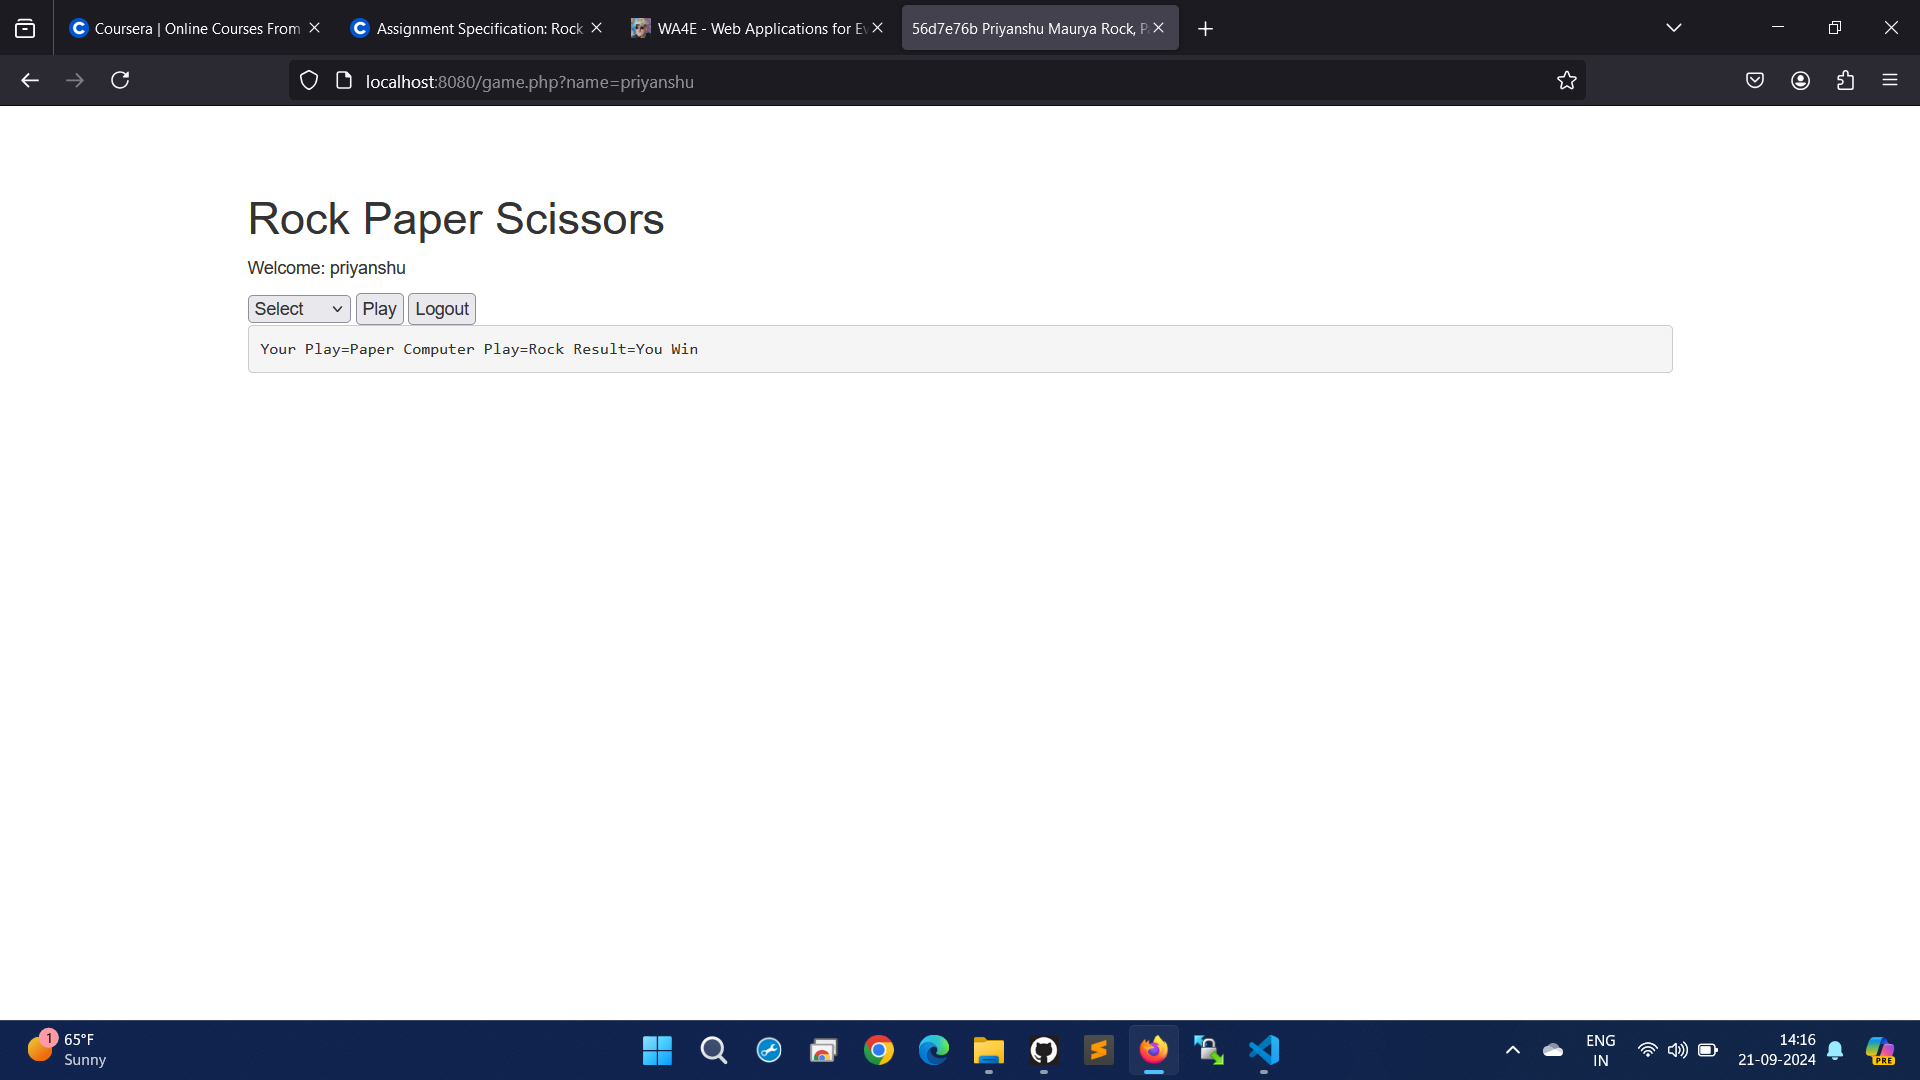 Coursera | Online Courses From
Assignment Specification: Rock
WA4E - Web Applications for Ev
56d7e76b Priyanshu Maurya Rock, P
localhost:8080/game.php?name=priyanshu
Rock Paper Scissors
Welcome: priyanshu
Select Play Logout
Your Play=Paper Computer Play=Rock Result=You Win
1
65°F
Sunny
ENG
IN
14:16
21-09-2024
PRE